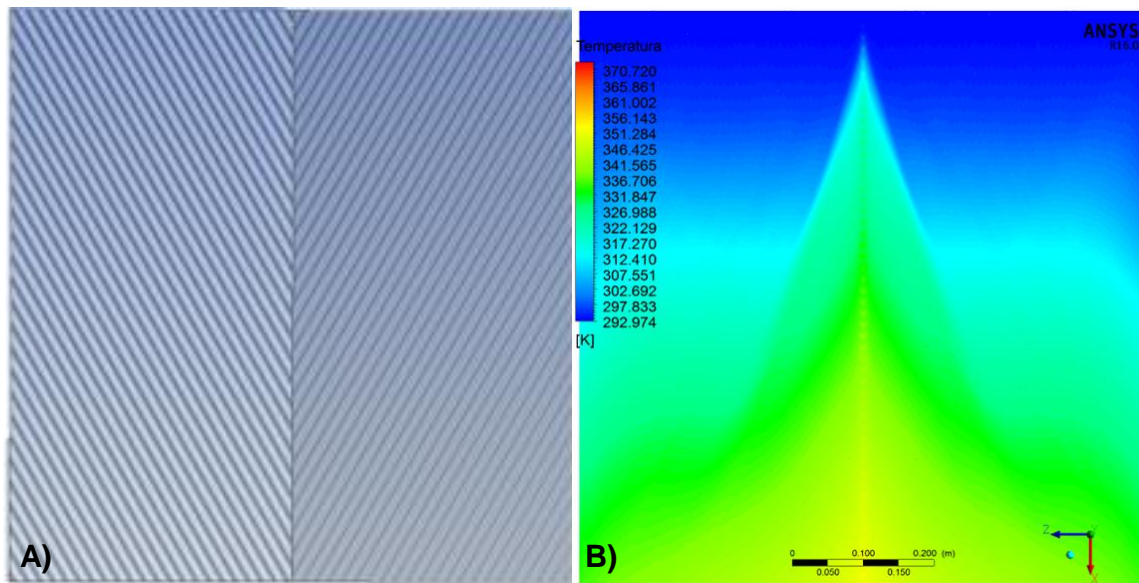 ANSYS
R16.0
Temperatura
370.720
365.861
361.002
356.143
351.284
346.425
341.565
336.706
331.847
326.988
322.129
317.270
312.410
307.551
302.692
297.833
292.974
[K]
A)
B)
0 0.100 0.200 (m)
0.050 0.150
Z
Y
X